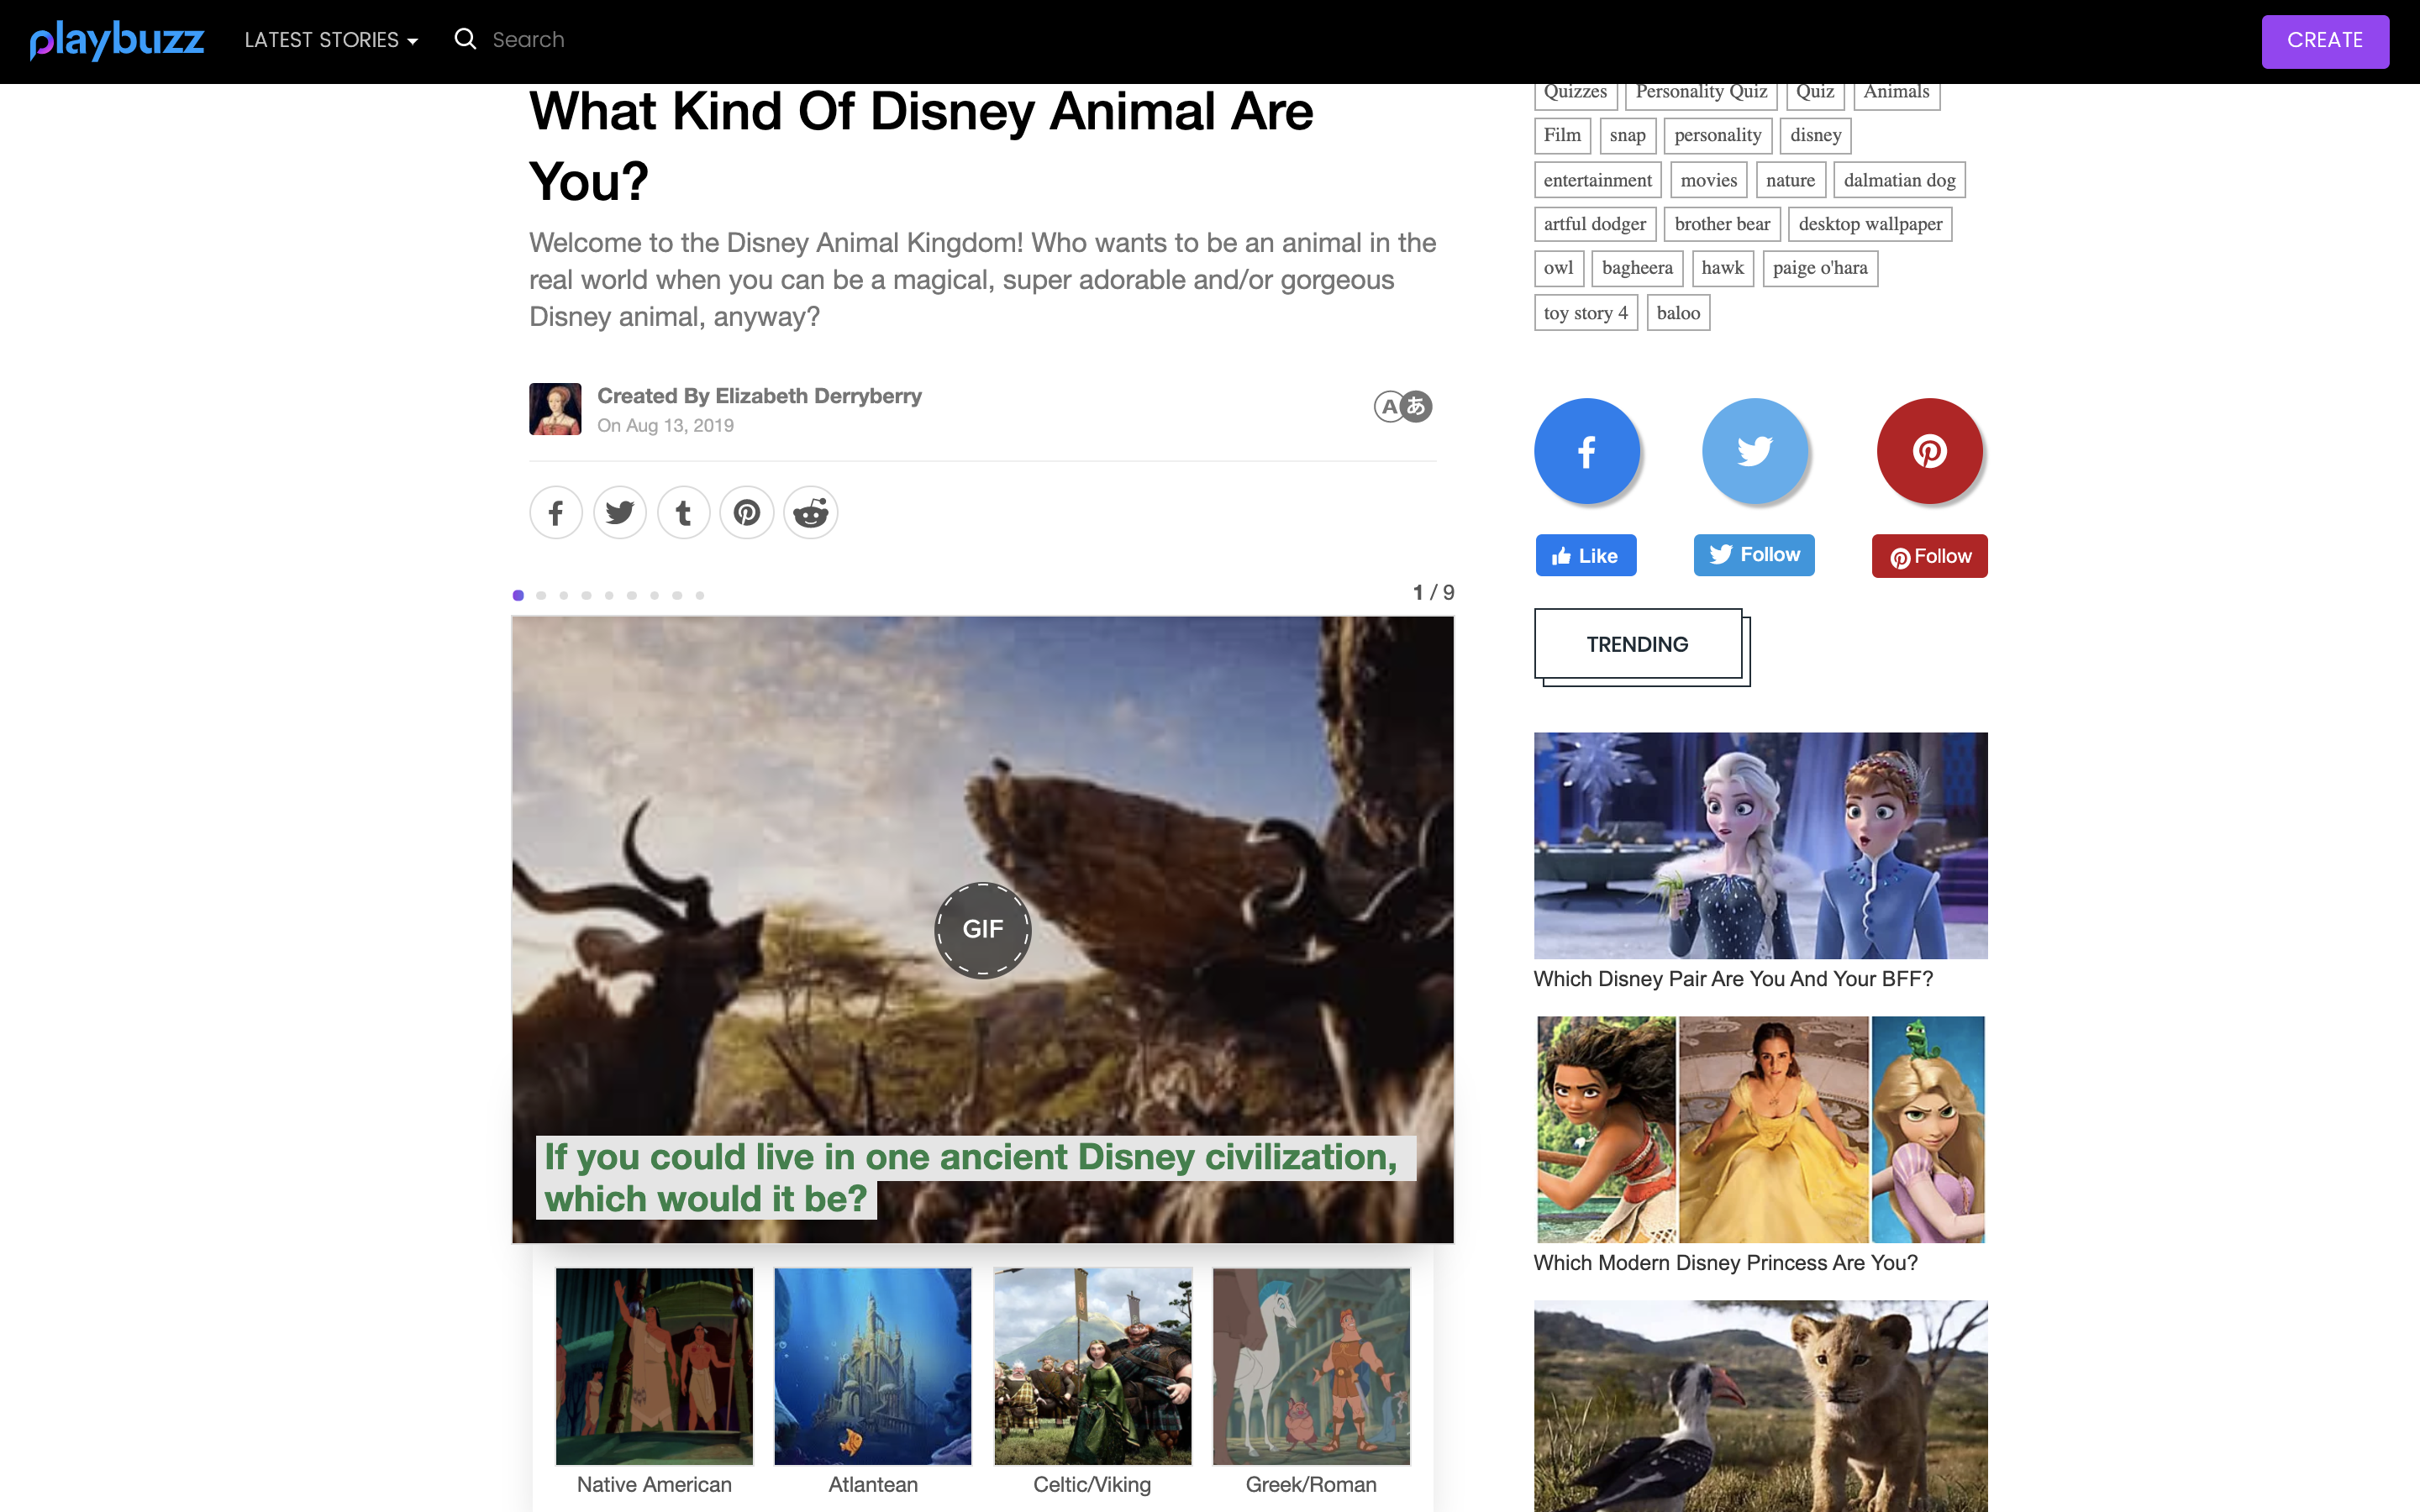 playbuzz
LATEST STORIES
Search
CREATE
What Kind Of Disney Animal Are
You?
Welcome to the Disney Animal Kingdom! Who wants to be an animal in the
real world when you can be a magical, super adorable and/or gorgeous
Disney animal, anyway?
Created By Elizabeth Derryberry
On Aug 13, 2019
A あ
1 / 9
GIF
If you could live in one ancient Disney civilization,
which would it be?
Native American
Atlantean
Celtic/Viking
Greek/Roman
Quizzes Personality Quiz Quiz Animals
Film snap personality disney
entertainment movies nature dalmatian dog
artful dodger brother bear desktop wallpaper
owl bagheera hawk paige o'hara
toy story 4 baloo
Like
Follow
Follow
TRENDING
Which Disney Pair Are You And Your BFF?
Which Modern Disney Princess Are You?